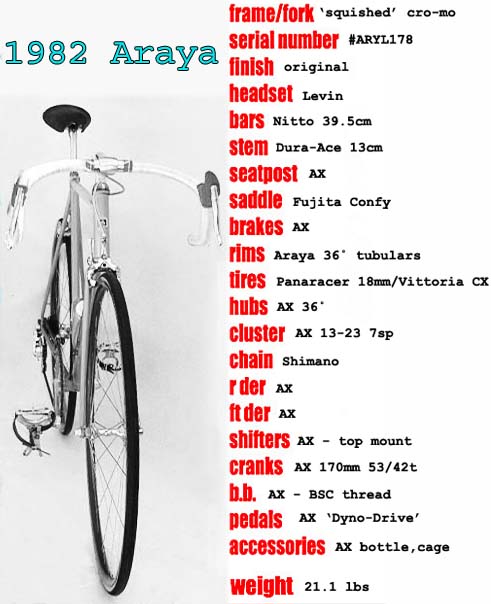 1982 Araya
frame/fork 'squished' cro-mo
serial number #ARYL178
finish original
headset Levin
bars Nitto 39.5cm
stem Dura-Ace 13cm
seatpost AX
saddle Fujita Confy
brakes AX
rims Araya 36° tubulars
tires Panaracer 18mm/Vittoria CX
hubs AX 36°
cluster AX 13-23 7sp
chain Shimano
r der AX
ft der AX
shifters AX - top mount
cranks AX 170mm 53/42t
b.b. AX - BSC thread
pedals AX 'Dyno-Drive'
accessories AX bottle,cage
weight 21.1 lbs